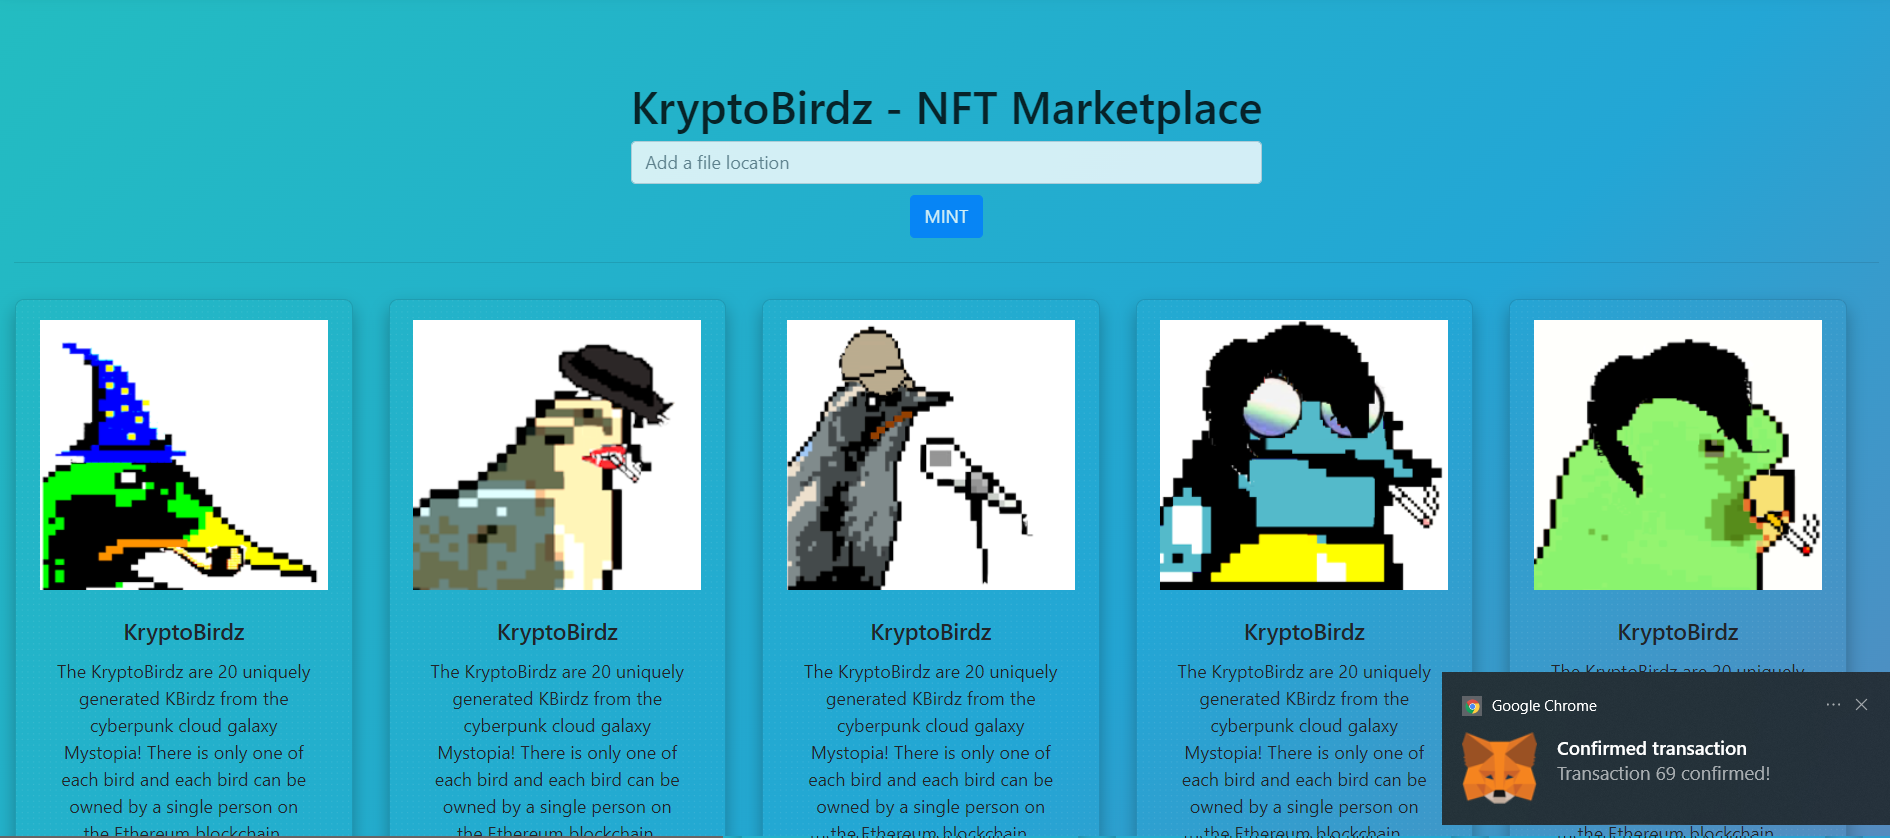 KryptoBirdz - NFT Marketplace
Add a file location
MINT
KryptoBirdz
The KryptoBirdz are 20 uniquely
generated KBirdz from the
cyberpunk cloud galaxy
Mystopia! There is only one of
each bird and each bird can be
owned by a single person on
the Ethereum blockchain.
KryptoBirdz
The KryptoBirdz are 20 uniquely
generated KBirdz from the
cyberpunk cloud galaxy
Mystopia! There is only one of
each bird and each bird can be
owned by a single person on
the Ethereum blockchain.
KryptoBirdz
The KryptoBirdz are 20 uniquely
generated KBirdz from the
cyberpunk cloud galaxy
Mystopia! There is only one of
each bird and each bird can be
owned by a single person on
the Ethereum blockchain.
KryptoBirdz
The KryptoBirdz are 20 uniquely
generated KBirdz from the
cyberpunk cloud galaxy
Mystopia! There is only one of
each bird and each bird can be
owned by a single person on
the Ethereum blockchain.
KryptoBirdz
The KryptoBirdz are 20 uniquely
the Ethereum blockchain.
Google Chrome
Confirmed transaction
Transaction 69 confirmed!